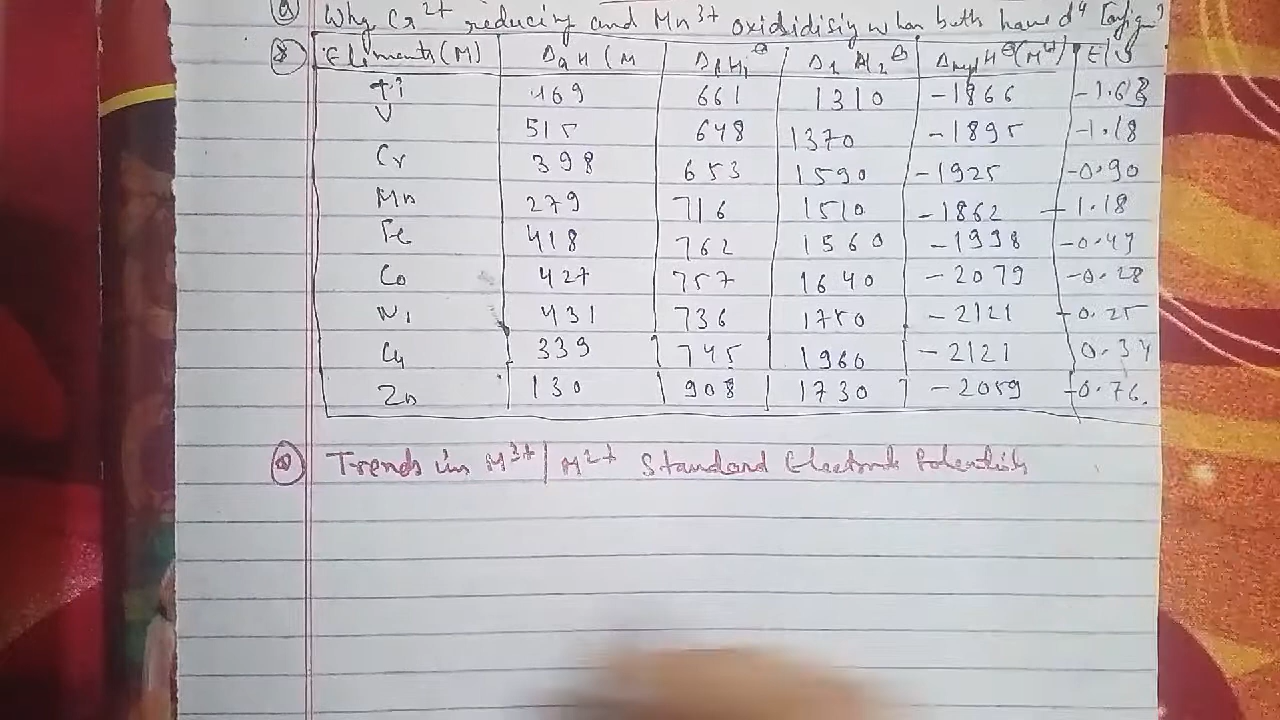 Q Why Cr2+ reducing and Mn3+ oxididisiy when both have d4 Config?
Elements (M) ΔaH (M ΔiH1⊖ Δi H2⊖ ΔhydH⊖(M2+) E/V
Ti 469 661 1310 -1866 -1.63
V 515 648 1370 -1895 -1.18
Cr 398 653 1590 -1925 -0.90
Mn 279 716 1510 -1862 -1.18
Fe 418 762 1560 -1998 -0.44
Co 427 757 1640 -2079 -0.28
Ni 431 736 1750 -2121 -0.25
Cu 339 745 1960 -2121 0.34
Zn 130 908 1730 -2059 -0.76
Trends in M3+/M2+ Standard Electrode Potentials